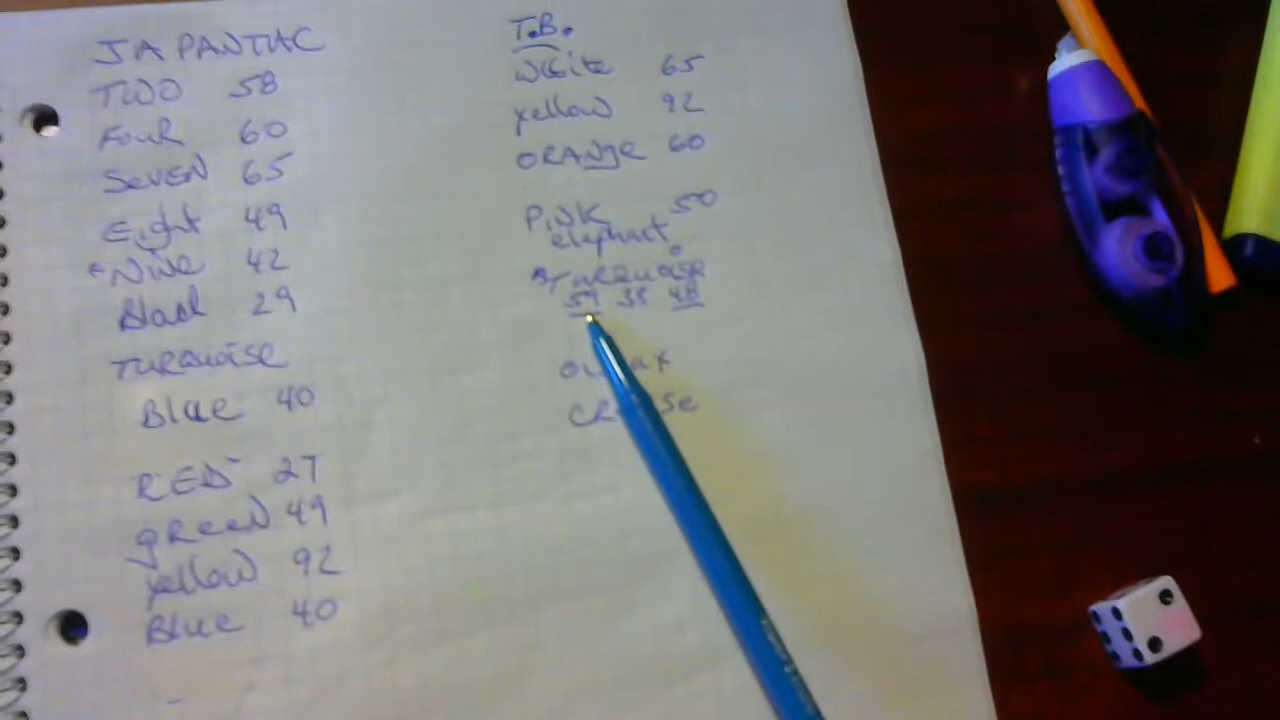 JA PANTIAC
TWO 58
FOUR 60
SEVEN 65
Eight 49
Nine 42
Black 29
TURQUOISE
Blue 40
RED 27
gReeN 49
yellow 92
Blue 40
T.B.
White 65
yellow 92
ORANge 60
PiNK 50
elephant
Turquoise
59 38 48